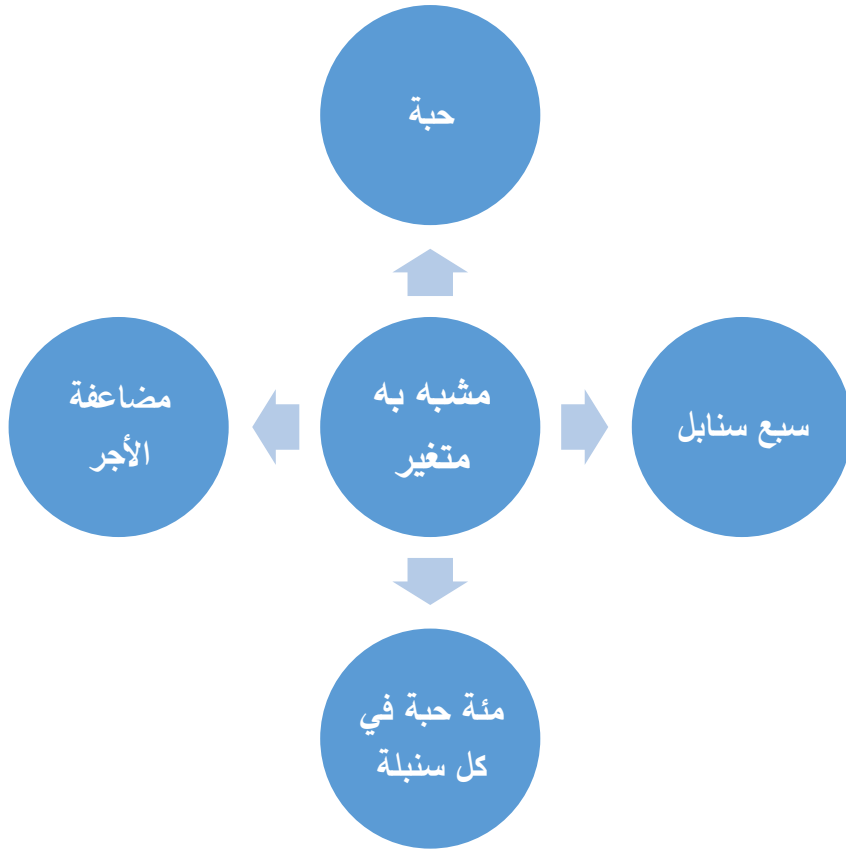 حبة
سبع سنابل
مشبه به
متغير
مضاعفة
الأجر
مئة حبة في
كل سنبلة